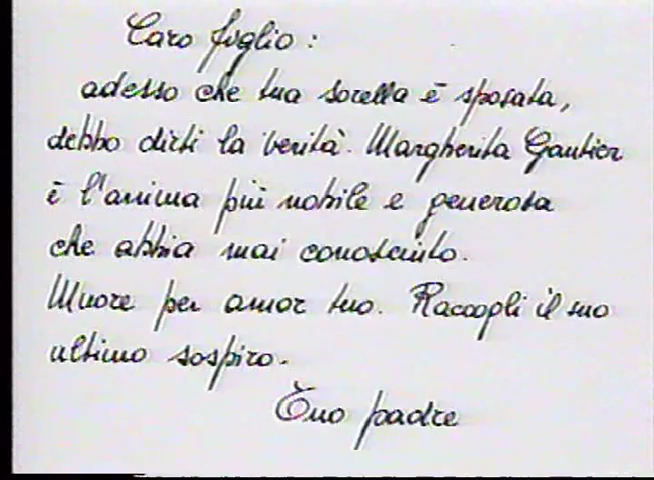 Caro figlio:
adesso che tua sorella è sposata,
debbo dirti la verità. Margherita Gautier
è l'anima più nobile e generosa
che abbia mai conosciuto.
Muore per amor tuo. Raccogli il suo
ultimo sospiro.
Tuo padre